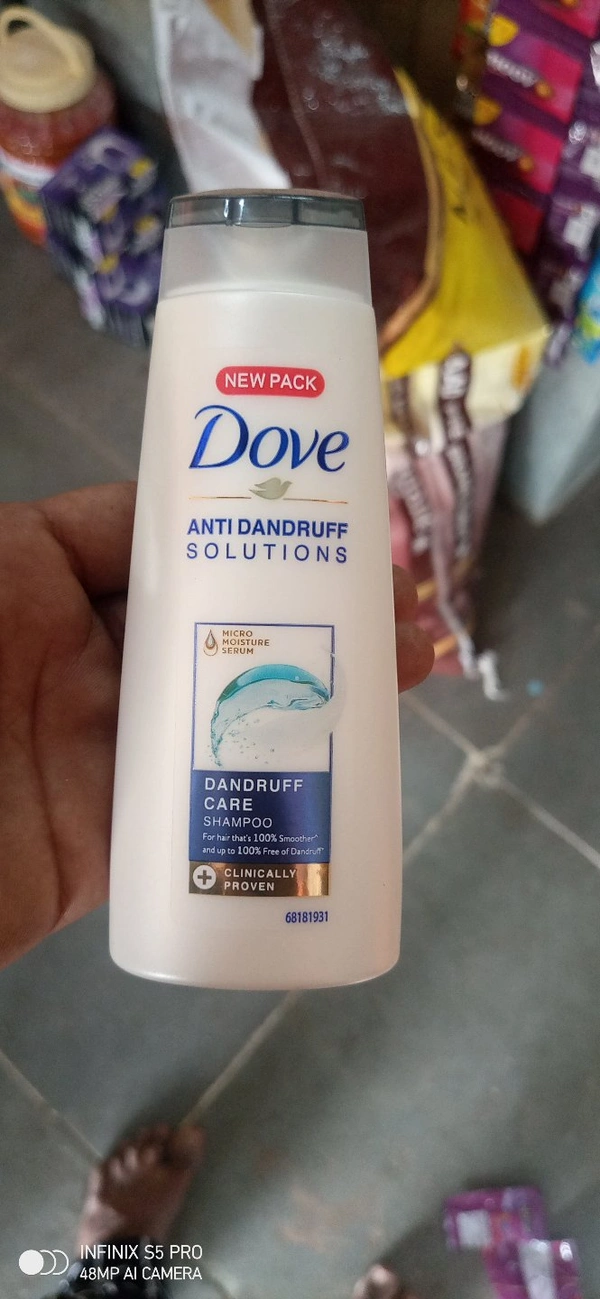 NEW PACK
Dove
ANTI DANDRUFF
SOLUTIONS
MICRO
MOISTURE
SERUM
DANDRUFF
CARE
SHAMPOO
For hair that's 100% Smoother^
and up to 100% Free of Dandruff*
CLINICALLY
PROVEN
68181931
INFINIX S5 PRO
48MP AI CAMERA